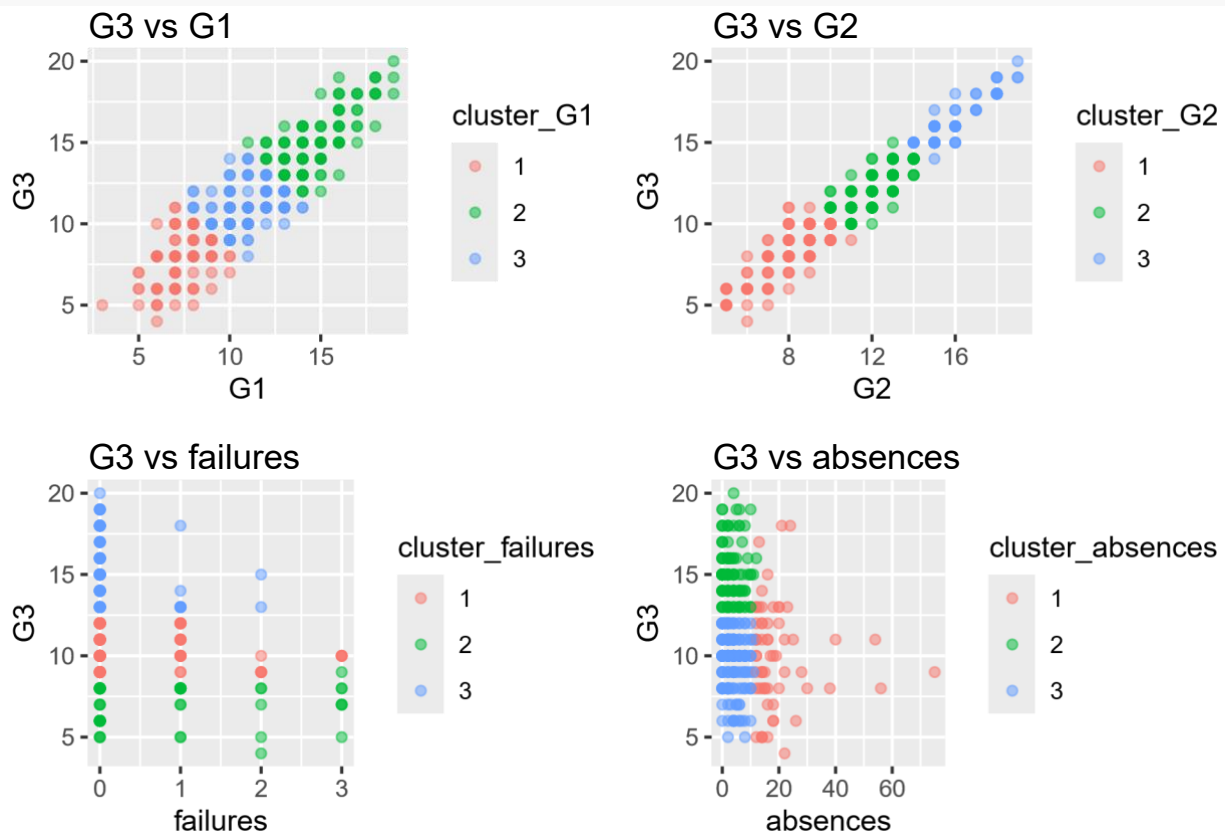 G3 vs G1
20
15
10
5
G3
5 10 15
G1
cluster_G1
1
2
3
G3 vs G2
20
15
10
5
G3
8 12 16
G2
cluster_G2
1
2
3
G3 vs failures
20
15
10
5
G3
0 1 2 3
failures
cluster_failures
1
2
3
G3 vs absences
20
15
10
5
G3
0 20 40 60
absences
cluster_absences
1
2
3